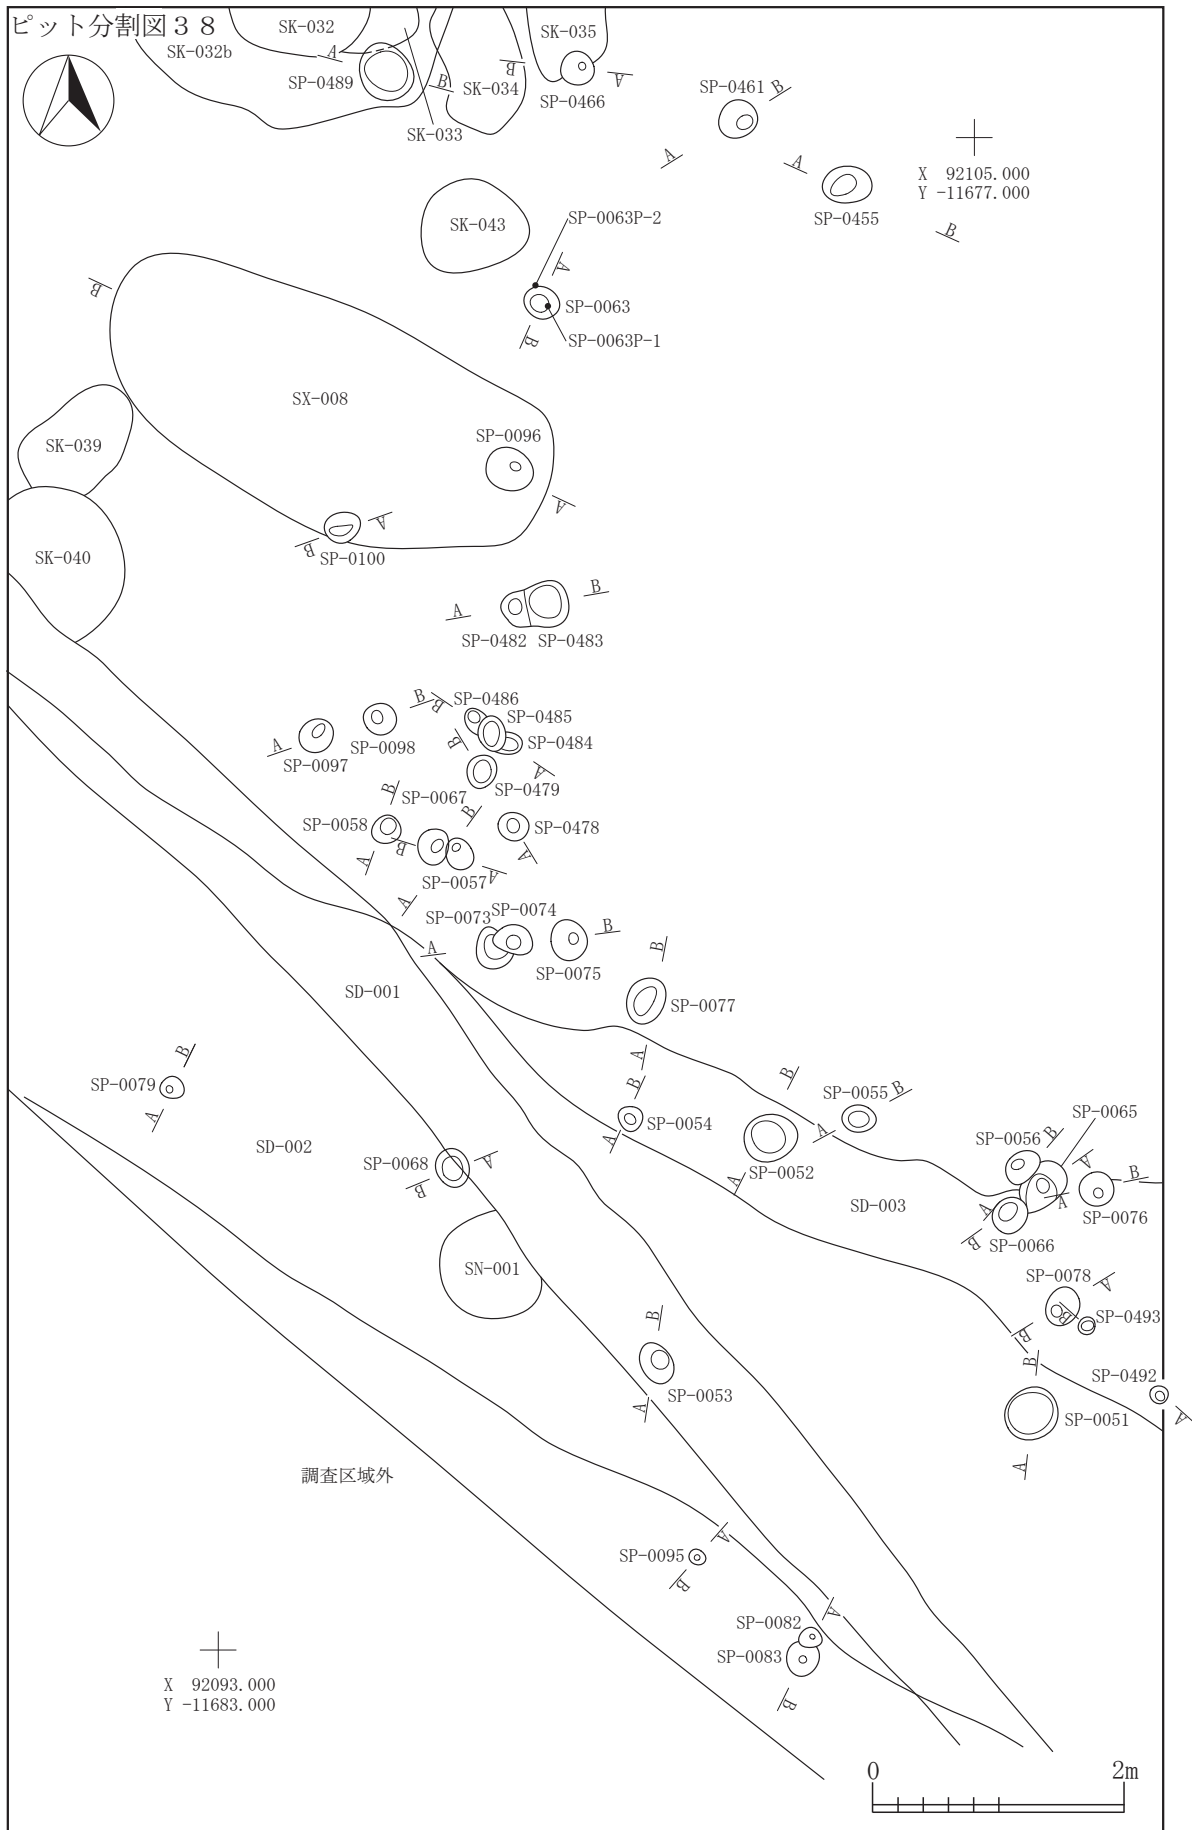 ピット分割図３８
SK-032
SK-032b
A
SP-0489
B
SK-033
SK-034
SK-035
B
A
SP-0466
SP-0461
B
A
A
SP-0455
B
X 92105.000
Y -11677.000
SK-043
SP-0063P-2
A
SP-0063
B
SP-0063P-1
B
SX-008
SK-039
SP-0096
A
SK-040
A
B
SP-0100
A
B
SP-0482
SP-0483
B
A
SP-0097
SP-0098
B
SP-0486
SP-0485
B
SP-0484
A
SP-0479
B
SP-0067
B
SP-0058
A
B
SP-0478
A
SP-0057
A
A
SP-0073
SP-0074
A
B
SP-0075
B
SP-0077
A
SD-001
B
SP-0079
A
B
SP-0054
A
B
SP-0052
A
SP-0055
B
A
SP-0065
SP-0056
B
A
B
SP-0076
A
A
SP-0066
B
SD-002
SP-0068
A
B
SD-003
SN-001
SP-0078
A
B
SP-0493
B
B
SP-0053
A
B
SP-0492
A
SP-0051
A
調査区域外
A
SP-0095
B
SP-0082
A
SP-0083
B
X 92093.000
Y -11683.000
0
2m